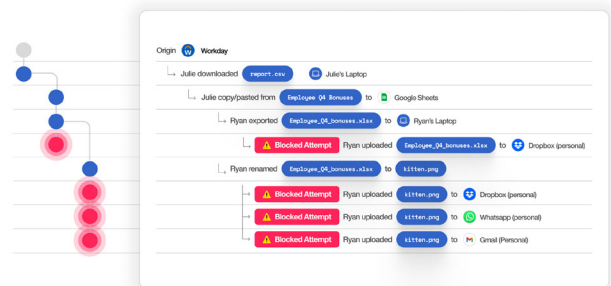 Origin Workday
Julie downloaded report.csv Julie's Laptop
Julie copy/pasted from Employee Q4 Bonuses to Google Sheets
Ryan exported Employee_Q4_bonuses.xlsx to Ryan's Laptop
Blocked Attempt Ryan uploaded Employee_Q4_bonuses.xlsx to Dropbox (personal)
Ryan renamed Employee_Q4_bonuses.xlsx to kitten.png
Blocked Attempt Ryan uploaded kitten.png to Dropbox (personal)
Blocked Attempt Ryan uploaded kitten.png to Whatsapp (personal)
Blocked Attempt Ryan uploaded kitten.png to Gmail (Personal)